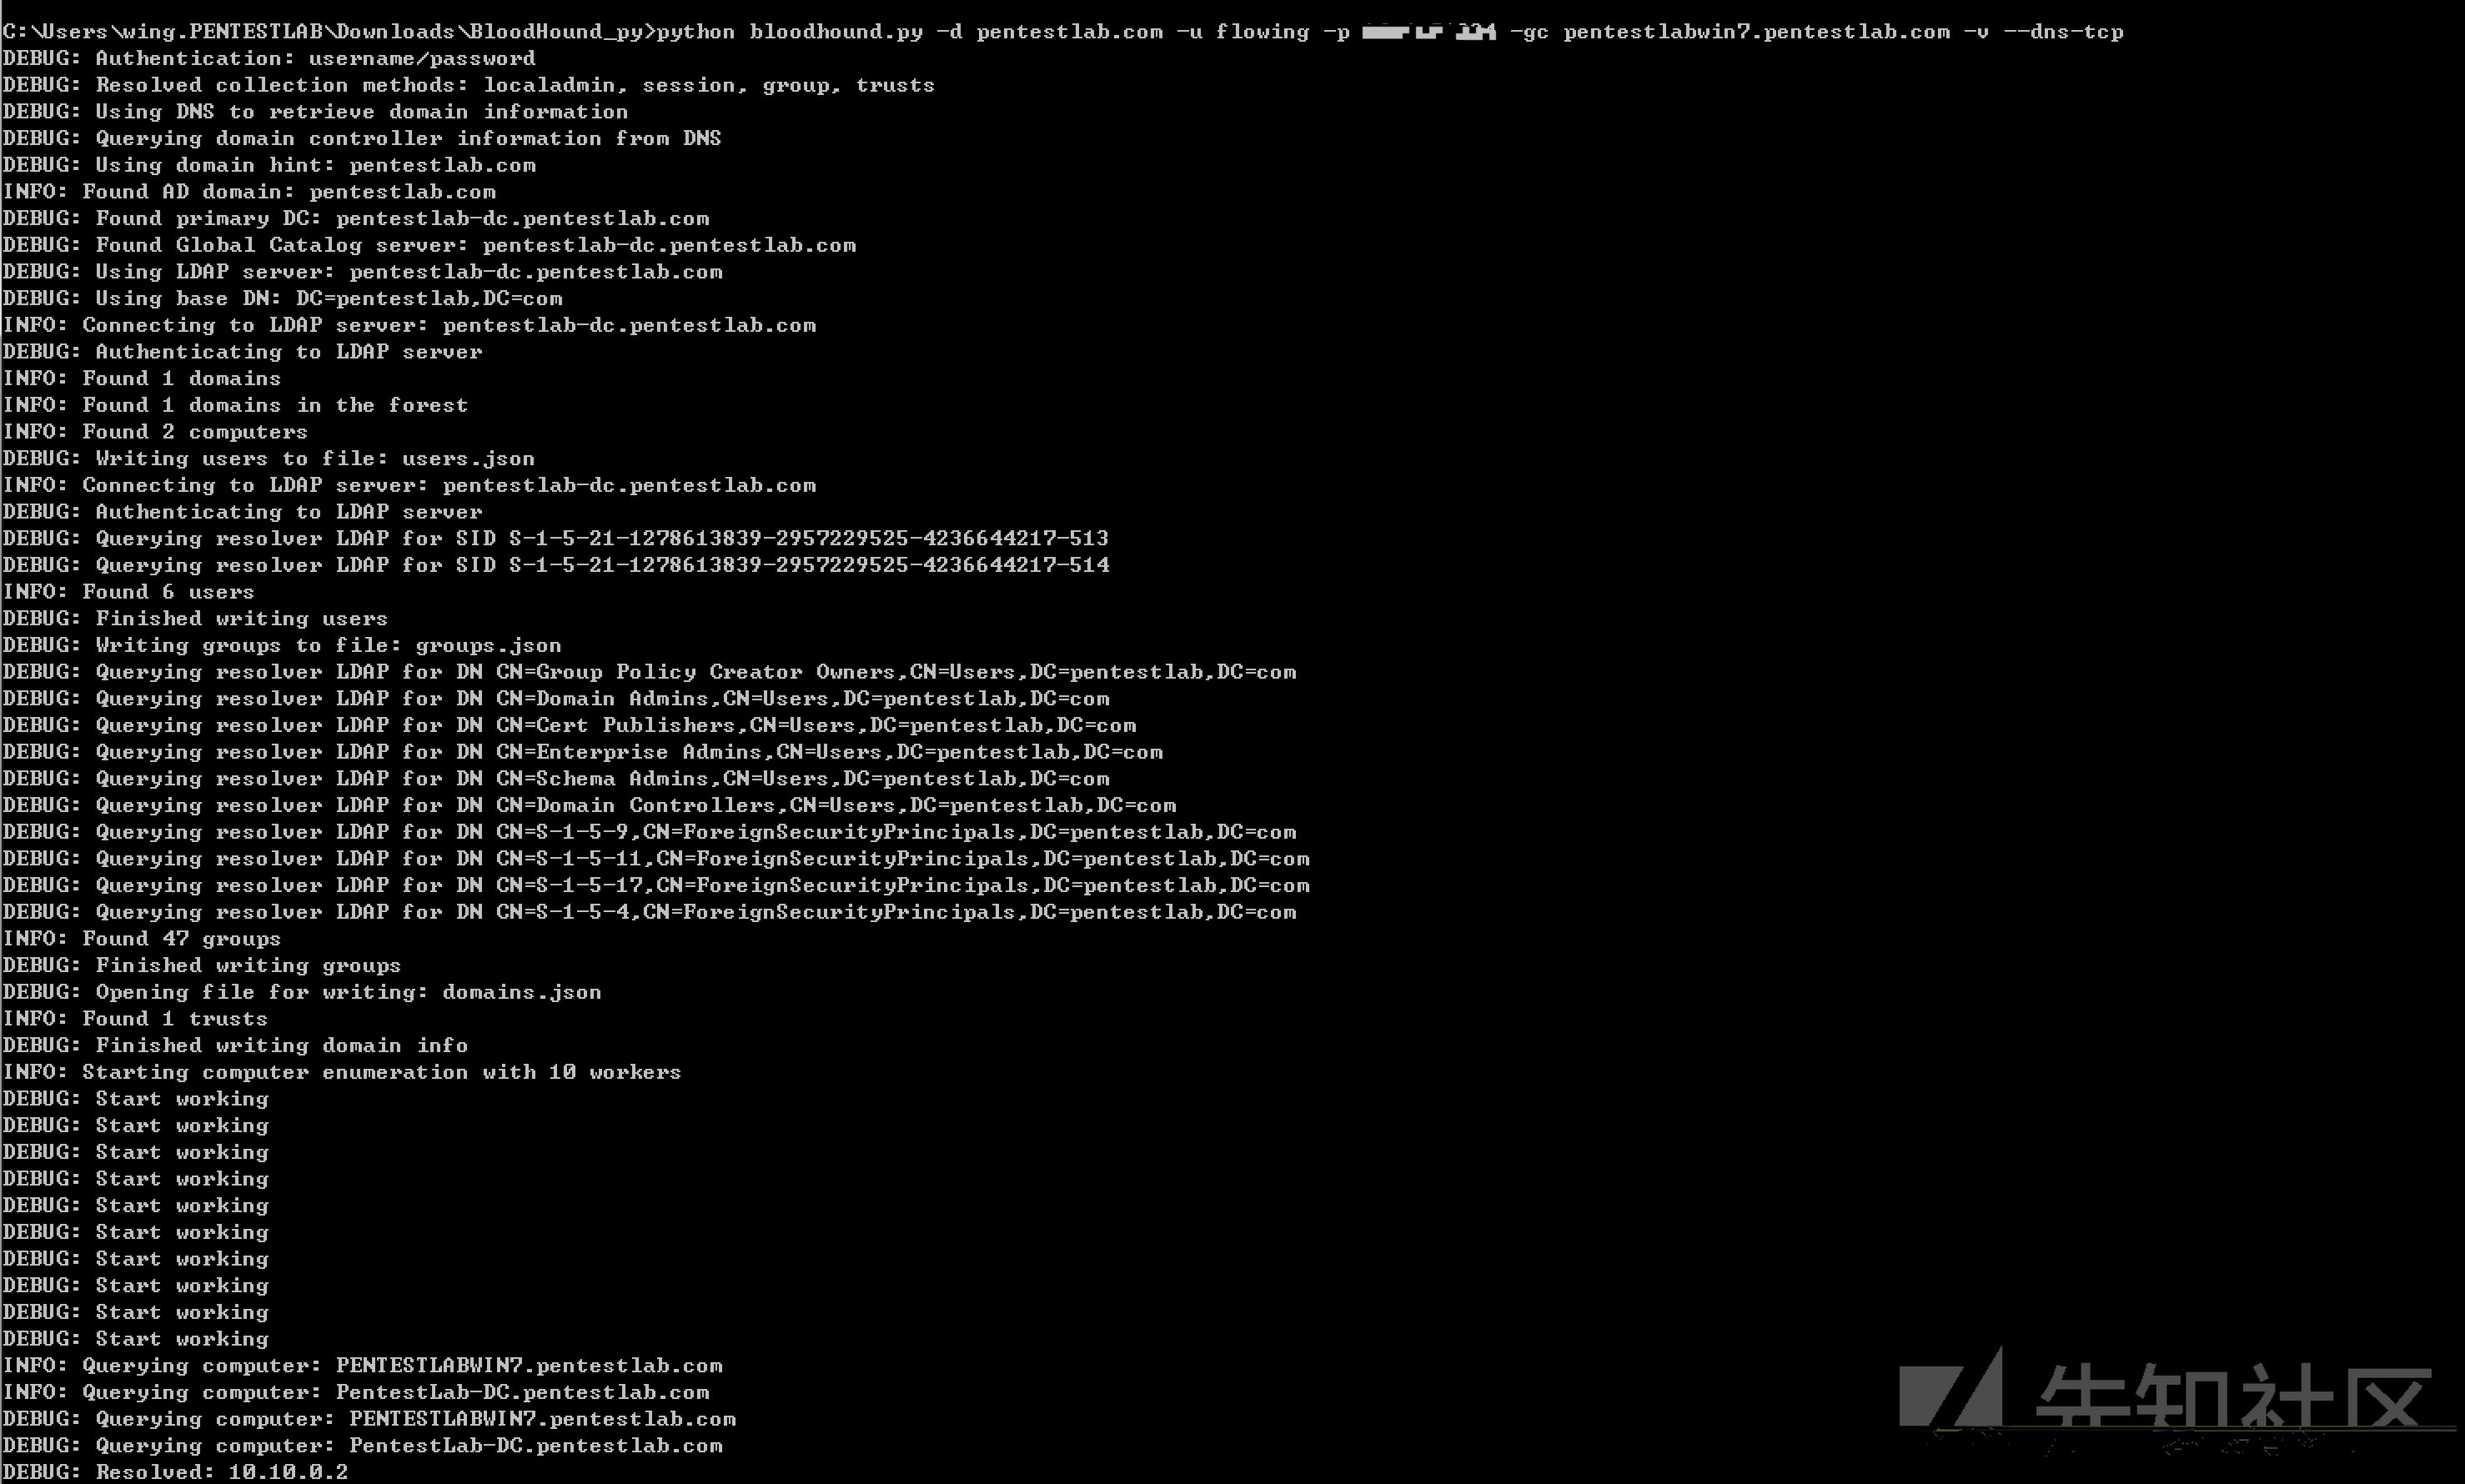 C:\Users\wing.PENTESTLAB\Downloads\BloodHound_py>python bloodhound.py -d pentestlab.com -u flowing -p -gc pentestlabwin7.pentestlab.com -v --dns-tcp
DEBUG: Authentication: username/password
DEBUG: Resolved collection methods: localadmin, session, group, trusts
DEBUG: Using DNS to retrieve domain information
DEBUG: Querying domain controller information from DNS
DEBUG: Using domain hint: pentestlab.com
INFO: Found AD domain: pentestlab.com
DEBUG: Found primary DC: pentestlab-dc.pentestlab.com
DEBUG: Found Global Catalog server: pentestlab-dc.pentestlab.com
DEBUG: Using LDAP server: pentestlab-dc.pentestlab.com
DEBUG: Using base DN: DC=pentestlab,DC=com
INFO: Connecting to LDAP server: pentestlab-dc.pentestlab.com
DEBUG: Authenticating to LDAP server
INFO: Found 1 domains
INFO: Found 1 domains in the forest
INFO: Found 2 computers
DEBUG: Writing users to file: users.json
INFO: Connecting to LDAP server: pentestlab-dc.pentestlab.com
DEBUG: Authenticating to LDAP server
DEBUG: Querying resolver LDAP for SID S-1-5-21-1278613839-2957229525-4236644217-513
DEBUG: Querying resolver LDAP for SID S-1-5-21-1278613839-2957229525-4236644217-514
INFO: Found 6 users
DEBUG: Finished writing users
DEBUG: Writing groups to file: groups.json
DEBUG: Querying resolver LDAP for DN CN=Group Policy Creator Owners,CN=Users,DC=pentestlab,DC=com
DEBUG: Querying resolver LDAP for DN CN=Domain Admins,CN=Users,DC=pentestlab,DC=com
DEBUG: Querying resolver LDAP for DN CN=Cert Publishers,CN=Users,DC=pentestlab,DC=com
DEBUG: Querying resolver LDAP for DN CN=Enterprise Admins,CN=Users,DC=pentestlab,DC=com
DEBUG: Querying resolver LDAP for DN CN=Schema Admins,CN=Users,DC=pentestlab,DC=com
DEBUG: Querying resolver LDAP for DN CN=Domain Controllers,CN=Users,DC=pentestlab,DC=com
DEBUG: Querying resolver LDAP for DN CN=S-1-5-9,CN=ForeignSecurityPrincipals,DC=pentestlab,DC=com
DEBUG: Querying resolver LDAP for DN CN=S-1-5-11,CN=ForeignSecurityPrincipals,DC=pentestlab,DC=com
DEBUG: Querying resolver LDAP for DN CN=S-1-5-17,CN=ForeignSecurityPrincipals,DC=pentestlab,DC=com
DEBUG: Querying resolver LDAP for DN CN=S-1-5-4,CN=ForeignSecurityPrincipals,DC=pentestlab,DC=com
INFO: Found 47 groups
DEBUG: Finished writing groups
DEBUG: Opening file for writing: domains.json
INFO: Found 1 trusts
DEBUG: Finished writing domain info
INFO: Starting computer enumeration with 10 workers
DEBUG: Start working
DEBUG: Start working
DEBUG: Start working
DEBUG: Start working
DEBUG: Start working
DEBUG: Start working
DEBUG: Start working
DEBUG: Start working
DEBUG: Start working
DEBUG: Start working
INFO: Querying computer: PENTESTLABWIN7.pentestlab.com
INFO: Querying computer: PentestLab-DC.pentestlab.com
DEBUG: Querying computer: PENTESTLABWIN7.pentestlab.com
DEBUG: Querying computer: PentestLab-DC.pentestlab.com
DEBUG: Resolved: 10.10.0.2
先知社区